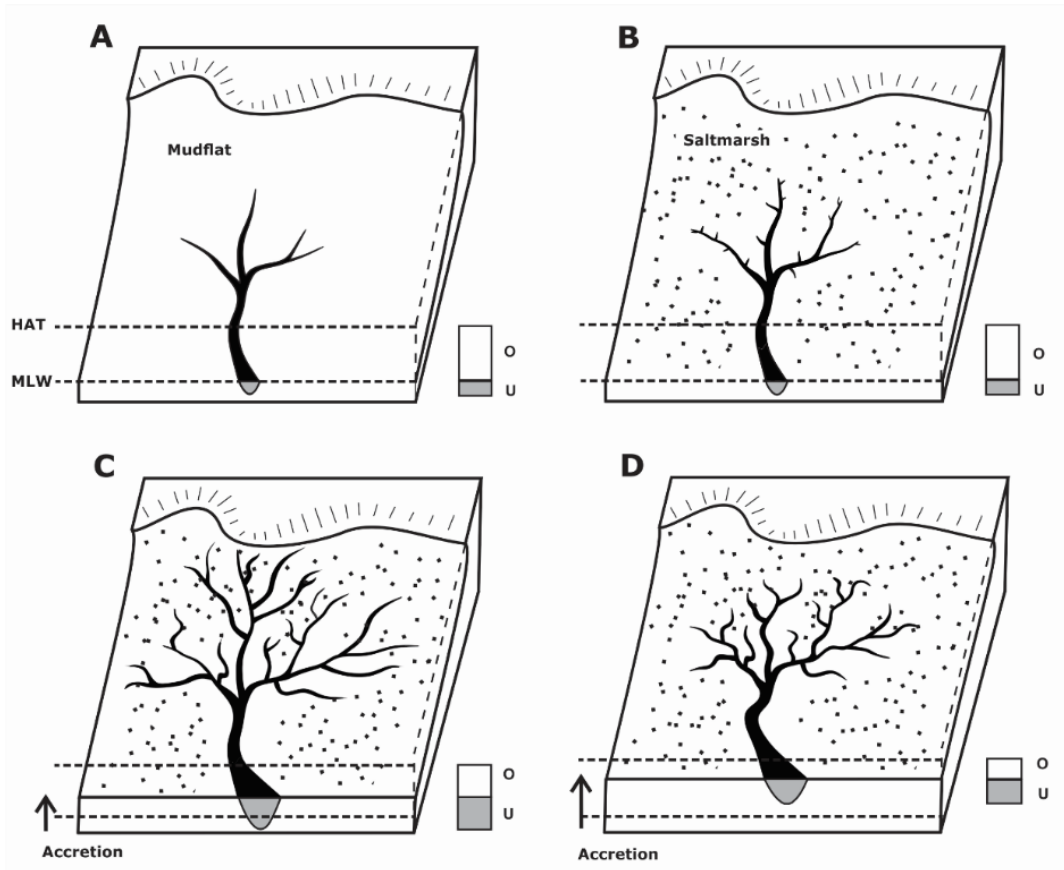 A
B
Mudflat
Saltmarsh
HAT
O
O
MLW
U
U
C
D
O
O
U
U
Accretion
Accretion